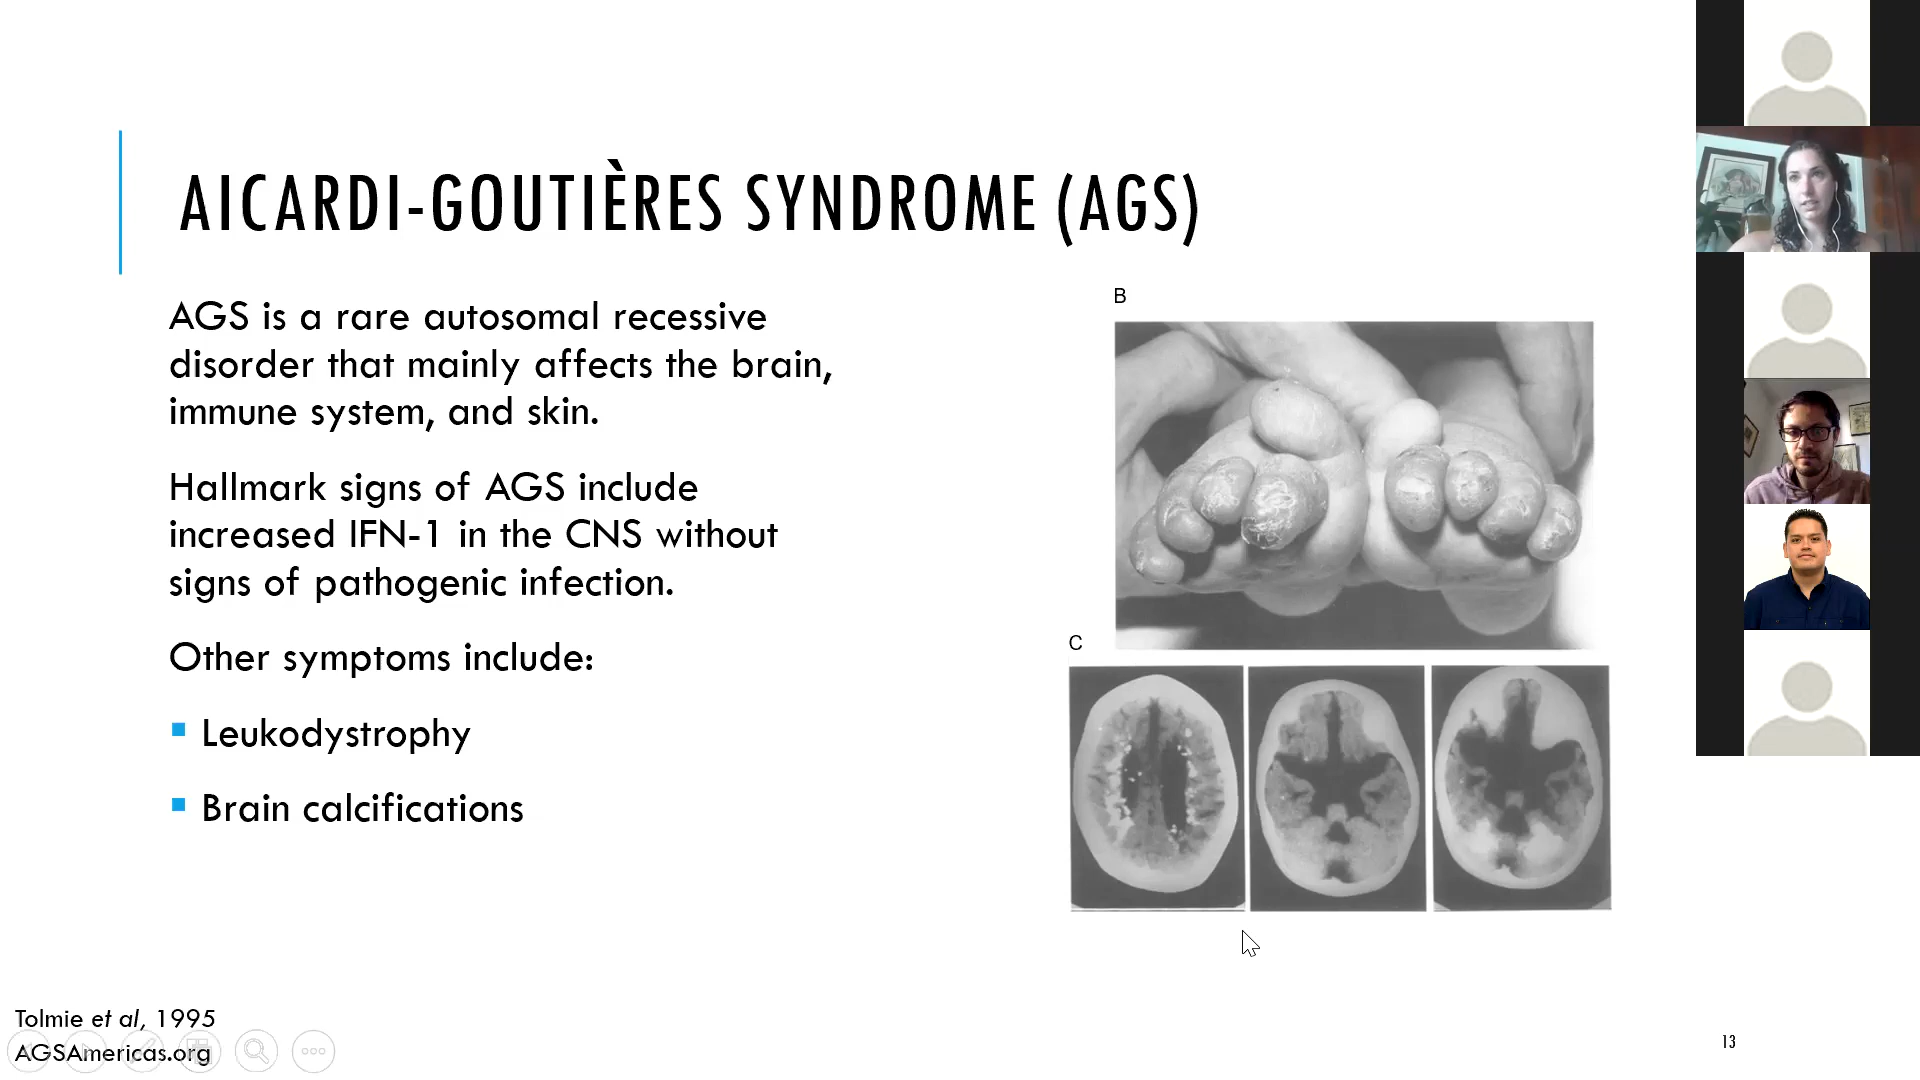 AICARDI-GOUTIÈRES SYNDROME (AGS)
AGS is a rare autosomal recessive
disorder that mainly affects the brain,
immune system, and skin.
Hallmark signs of AGS include
increased IFN-1 in the CNS without
signs of pathogenic infection.
Other symptoms include:
Leukodystrophy
Brain calcifications
B
C
Tolmie et al, 1995
AGSAmericas.org
13